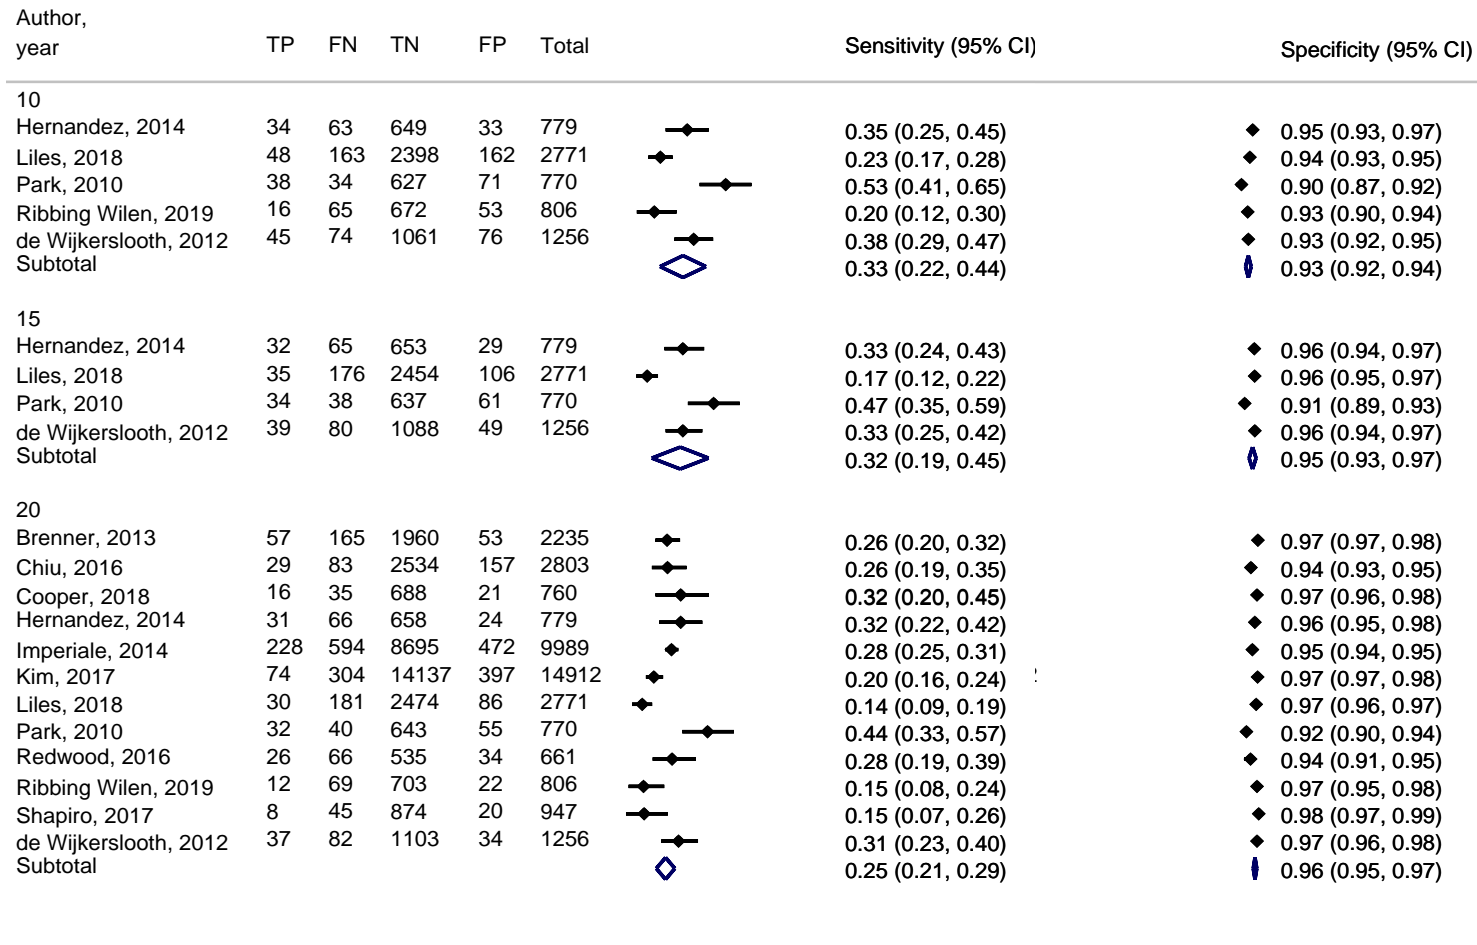 Author,
year TP FN TN FP Total Sensitivity (95% CI) Specificity (95% CI)
10
Hernandez, 2014 34 63 649 33 779 0.35 (0.25, 0.45) 0.95 (0.93, 0.97)
Liles, 2018 48 163 2398 162 2771 0.23 (0.17, 0.28) 0.94 (0.93, 0.95)
Park, 2010 38 34 627 71 770 0.53 (0.41, 0.65) 0.90 (0.87, 0.92)
Ribbing Wilen, 2019 16 65 672 53 806 0.20 (0.12, 0.30) 0.93 (0.90, 0.94)
de Wijkerslooth, 2012 45 74 1061 76 1256 0.38 (0.29, 0.47) 0.93 (0.92, 0.95)
Subtotal 0.33 (0.22, 0.44) 0.93 (0.92, 0.94)
15
Hernandez, 2014 32 65 653 29 779 0.33 (0.24, 0.43) 0.96 (0.94, 0.97)
Liles, 2018 35 176 2454 106 2771 0.17 (0.12, 0.22) 0.96 (0.95, 0.97)
Park, 2010 34 38 637 61 770 0.47 (0.35, 0.59) 0.91 (0.89, 0.93)
de Wijkerslooth, 2012 39 80 1088 49 1256 0.33 (0.25, 0.42) 0.96 (0.94, 0.97)
Subtotal 0.32 (0.19, 0.45) 0.95 (0.93, 0.97)
20
Brenner, 2013 57 165 1960 53 2235 0.26 (0.20, 0.32) 0.97 (0.97, 0.98)
Chiu, 2016 29 83 2534 157 2803 0.26 (0.19, 0.35) 0.94 (0.93, 0.95)
Cooper, 2018 16 35 688 21 760 0.32 (0.20, 0.45) 0.97 (0.96, 0.98)
Hernandez, 2014 31 66 658 24 779 0.32 (0.22, 0.42) 0.96 (0.95, 0.98)
Imperiale, 2014 228 594 8695 472 9989 0.28 (0.25, 0.31) 0.95 (0.94, 0.95)
Kim, 2017 74 304 14137 397 14912 0.20 (0.16, 0.24) 0.97 (0.97, 0.98)
Liles, 2018 30 181 2474 86 2771 0.14 (0.09, 0.19) 0.97 (0.96, 0.97)
Park, 2010 32 40 643 55 770 0.44 (0.33, 0.57) 0.92 (0.90, 0.94)
Redwood, 2016 26 66 535 34 661 0.28 (0.19, 0.39) 0.94 (0.91, 0.95)
Ribbing Wilen, 2019 12 69 703 22 806 0.15 (0.08, 0.24) 0.97 (0.95, 0.98)
Shapiro, 2017 8 45 874 20 947 0.15 (0.07, 0.26) 0.98 (0.97, 0.99)
de Wijkerslooth, 2012 37 82 1103 34 1256 0.31 (0.23, 0.40) 0.97 (0.96, 0.98)
Subtotal 0.25 (0.21, 0.29) 0.96 (0.95, 0.97)